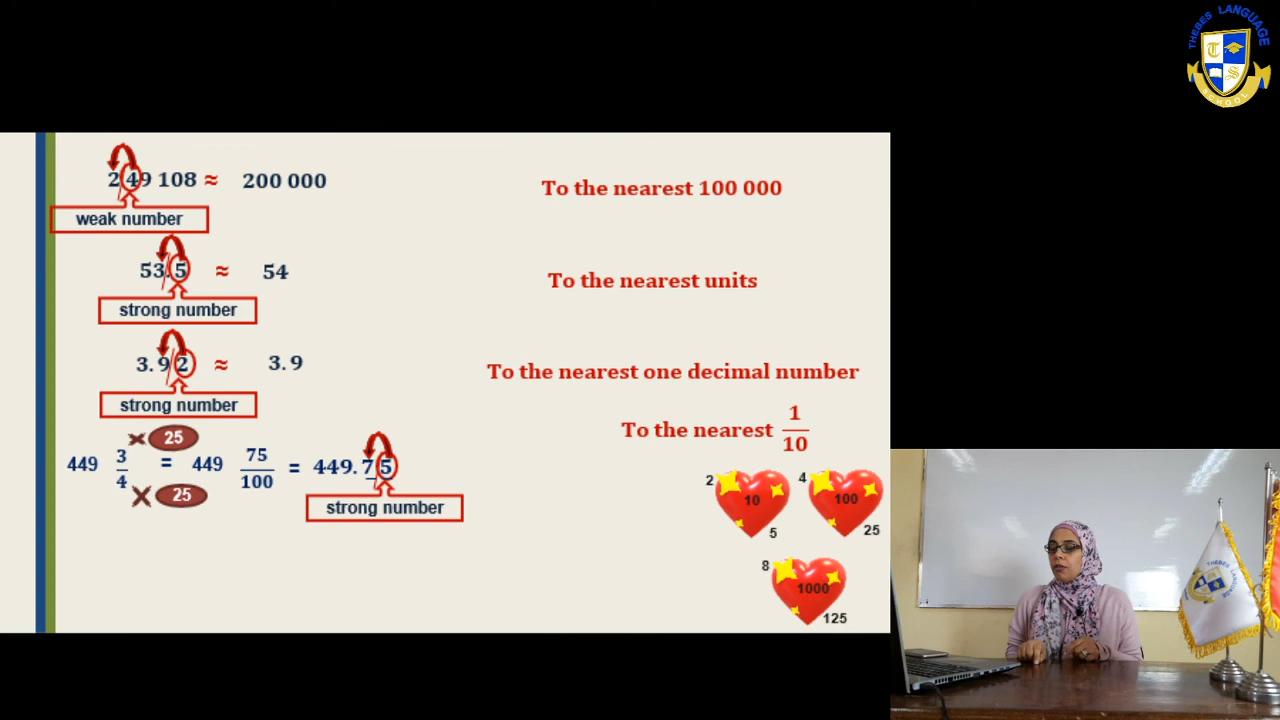 THEBES LANGUAGE
SCHOOL
T
S
249 108 ≈ 200 000
To the nearest 100 000
weak number
53.5 ≈ 54
To the nearest units
strong number
3.92 ≈ 3.9
To the nearest one decimal number
strong number
To the nearest 1/10
× 25
449 3/4 = 449 75/100 = 449.75
× 25
strong number
2 10 5
4 100 25
8 1000 125
THEBES LANGUAGE